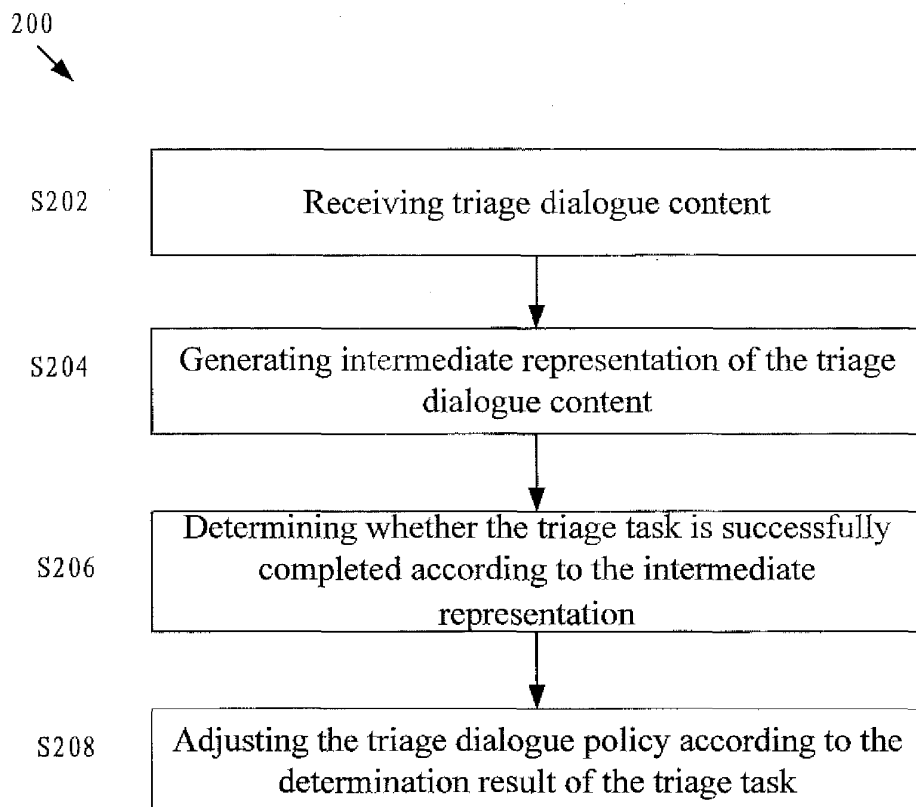 200
S202
Receiving triage dialogue content
S204
Generating intermediate representation of the triage
dialogue content
S206
Determining whether the triage task is successfully
completed according to the intermediate
representation
S208
Adjusting the triage dialogue policy according to the
determination result of the triage task